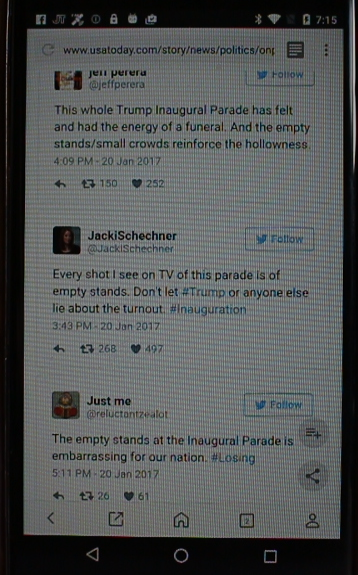 7:15
www.usatoday.com/story/news/politics/onp
jeff perera
@jeffperera
Follow
This whole Trump Inaugural Parade has felt
and had the energy of a funeral. And the empty
stands/small crowds reinforce the hollowness.
4:09 PM - 20 Jan 2017
150 252
JackiSchechner
@JackiSchechner
Follow
Every shot I see on TV of this parade is of
empty stands. Don't let #Trump or anyone else
lie about the turnout. #Inauguration
3:43 PM - 20 Jan 2017
268 497
Just me
@reluctantzealot
Follow
The empty stands at the Inaugural Parade is
embarrassing for our nation. #Losing
5:11 PM - 20 Jan 2017
26 61
2